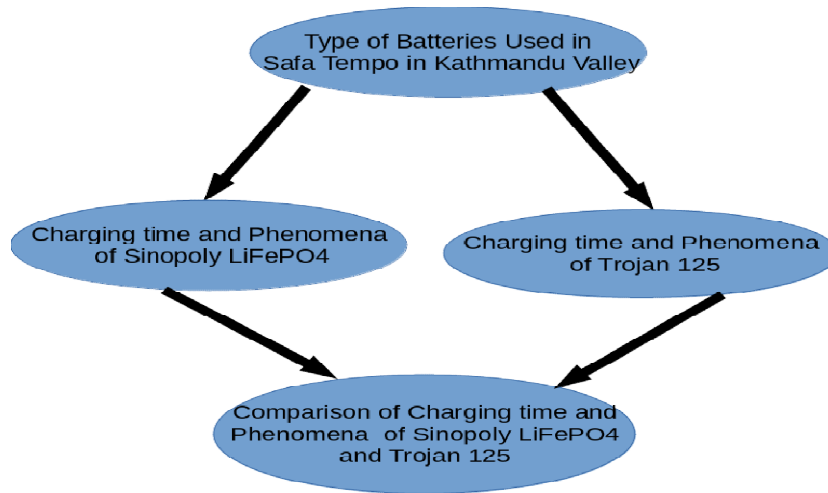 Type of Batteries Used in
Safa Tempo in Kathmandu Valley
Charging time and Phenomena
of Sinopoly LiFePO4
Charging time and Phenomena
of Trojan 125
Comparison of Charging time and
Phenomena of Sinopoly LiFePO4
and Trojan 125